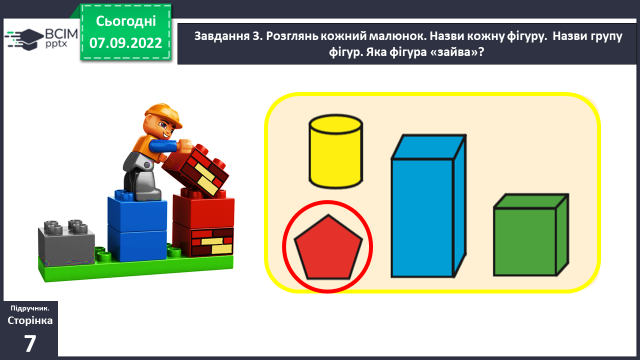 ВСІМ
pptx
Сьогодні
07.09.2022
Завдання 3. Розглянь кожний малюнок. Назви кожну фігуру. Назви групу
фігур. Яка фігура «зайва»?
Підручник.
Сторінка
7